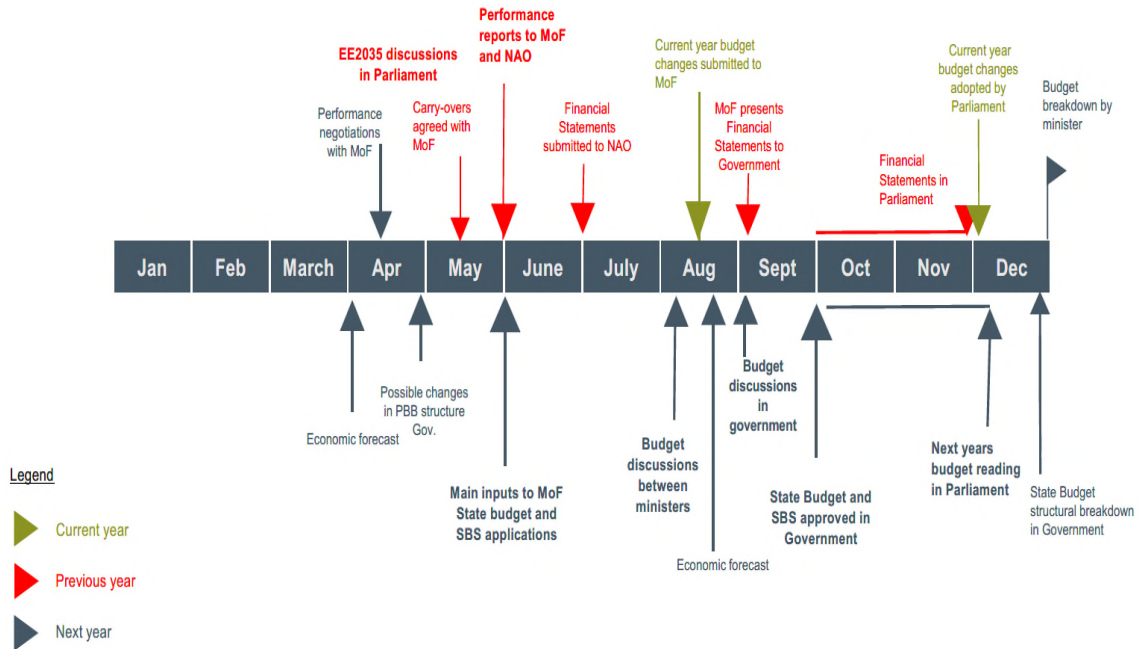 Performance
reports to MoF
and NAO
EE2035 discussions
in Parliament
Current year budget
changes submitted to
MoF
Current year
budget changes
adopted by
Parliament
Budget
breakdown by
minister
Performance
negotiations
with MoF
Carry-overs
agreed with
MoF
Financial
Statements
submitted to NAO
MoF presents
Financial
Statements to
Government
Financial
Statements in
Parliament
Jan Feb March Apr May June July Aug Sept Oct Nov Dec
Economic forecast
Possible changes
in PBB structure
Gov.
Main inputs to MoF
State budget and
SBS applications
Budget
discussions
between
ministers
Economic forecast
Budget
discussions
in
government
State Budget and
SBS approved in
Government
Next years
budget reading
in Parliament
State Budget
structural breakdown
in Government
Legend
Current year
Previous year
Next year